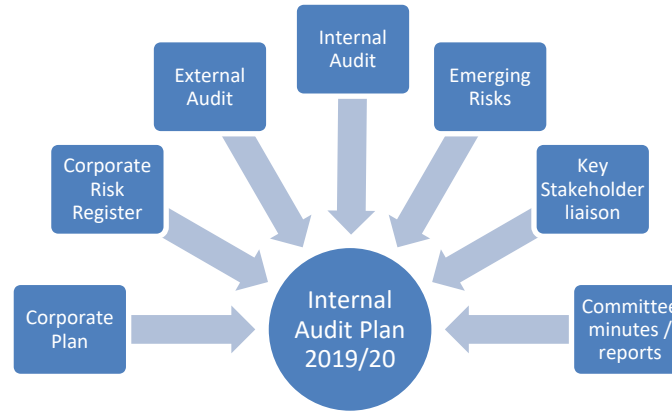 Internal
Audit
External
Audit
Emerging
Risks
Corporate
Risk
Register
Key
Stakeholder
liaison
Corporate
Plan
Internal
Audit Plan
2019/20
Committee
minutes /
reports